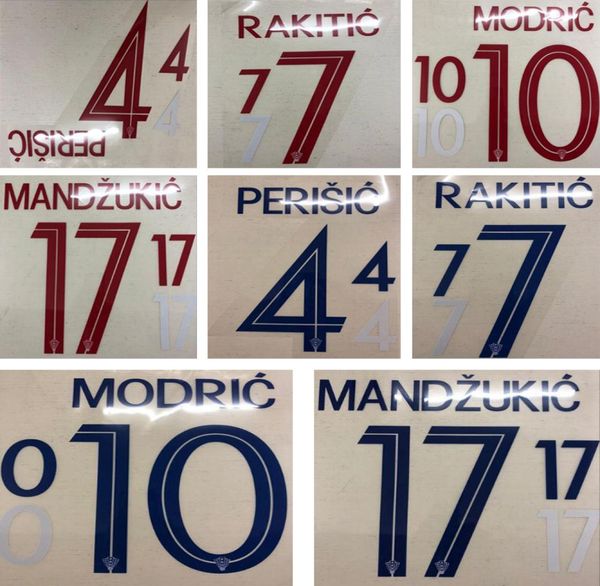 4 4
4
PERIŠIĆ
RAKITIĆ
7 7
7
MODRIĆ
10 10
10
MANDŽUKIĆ
17 17
17
PERIŠIĆ
4 4
4
RAKITIĆ
7 7
7
MODRIĆ
0 10
0
MANDŽUKIĆ
17 17
17